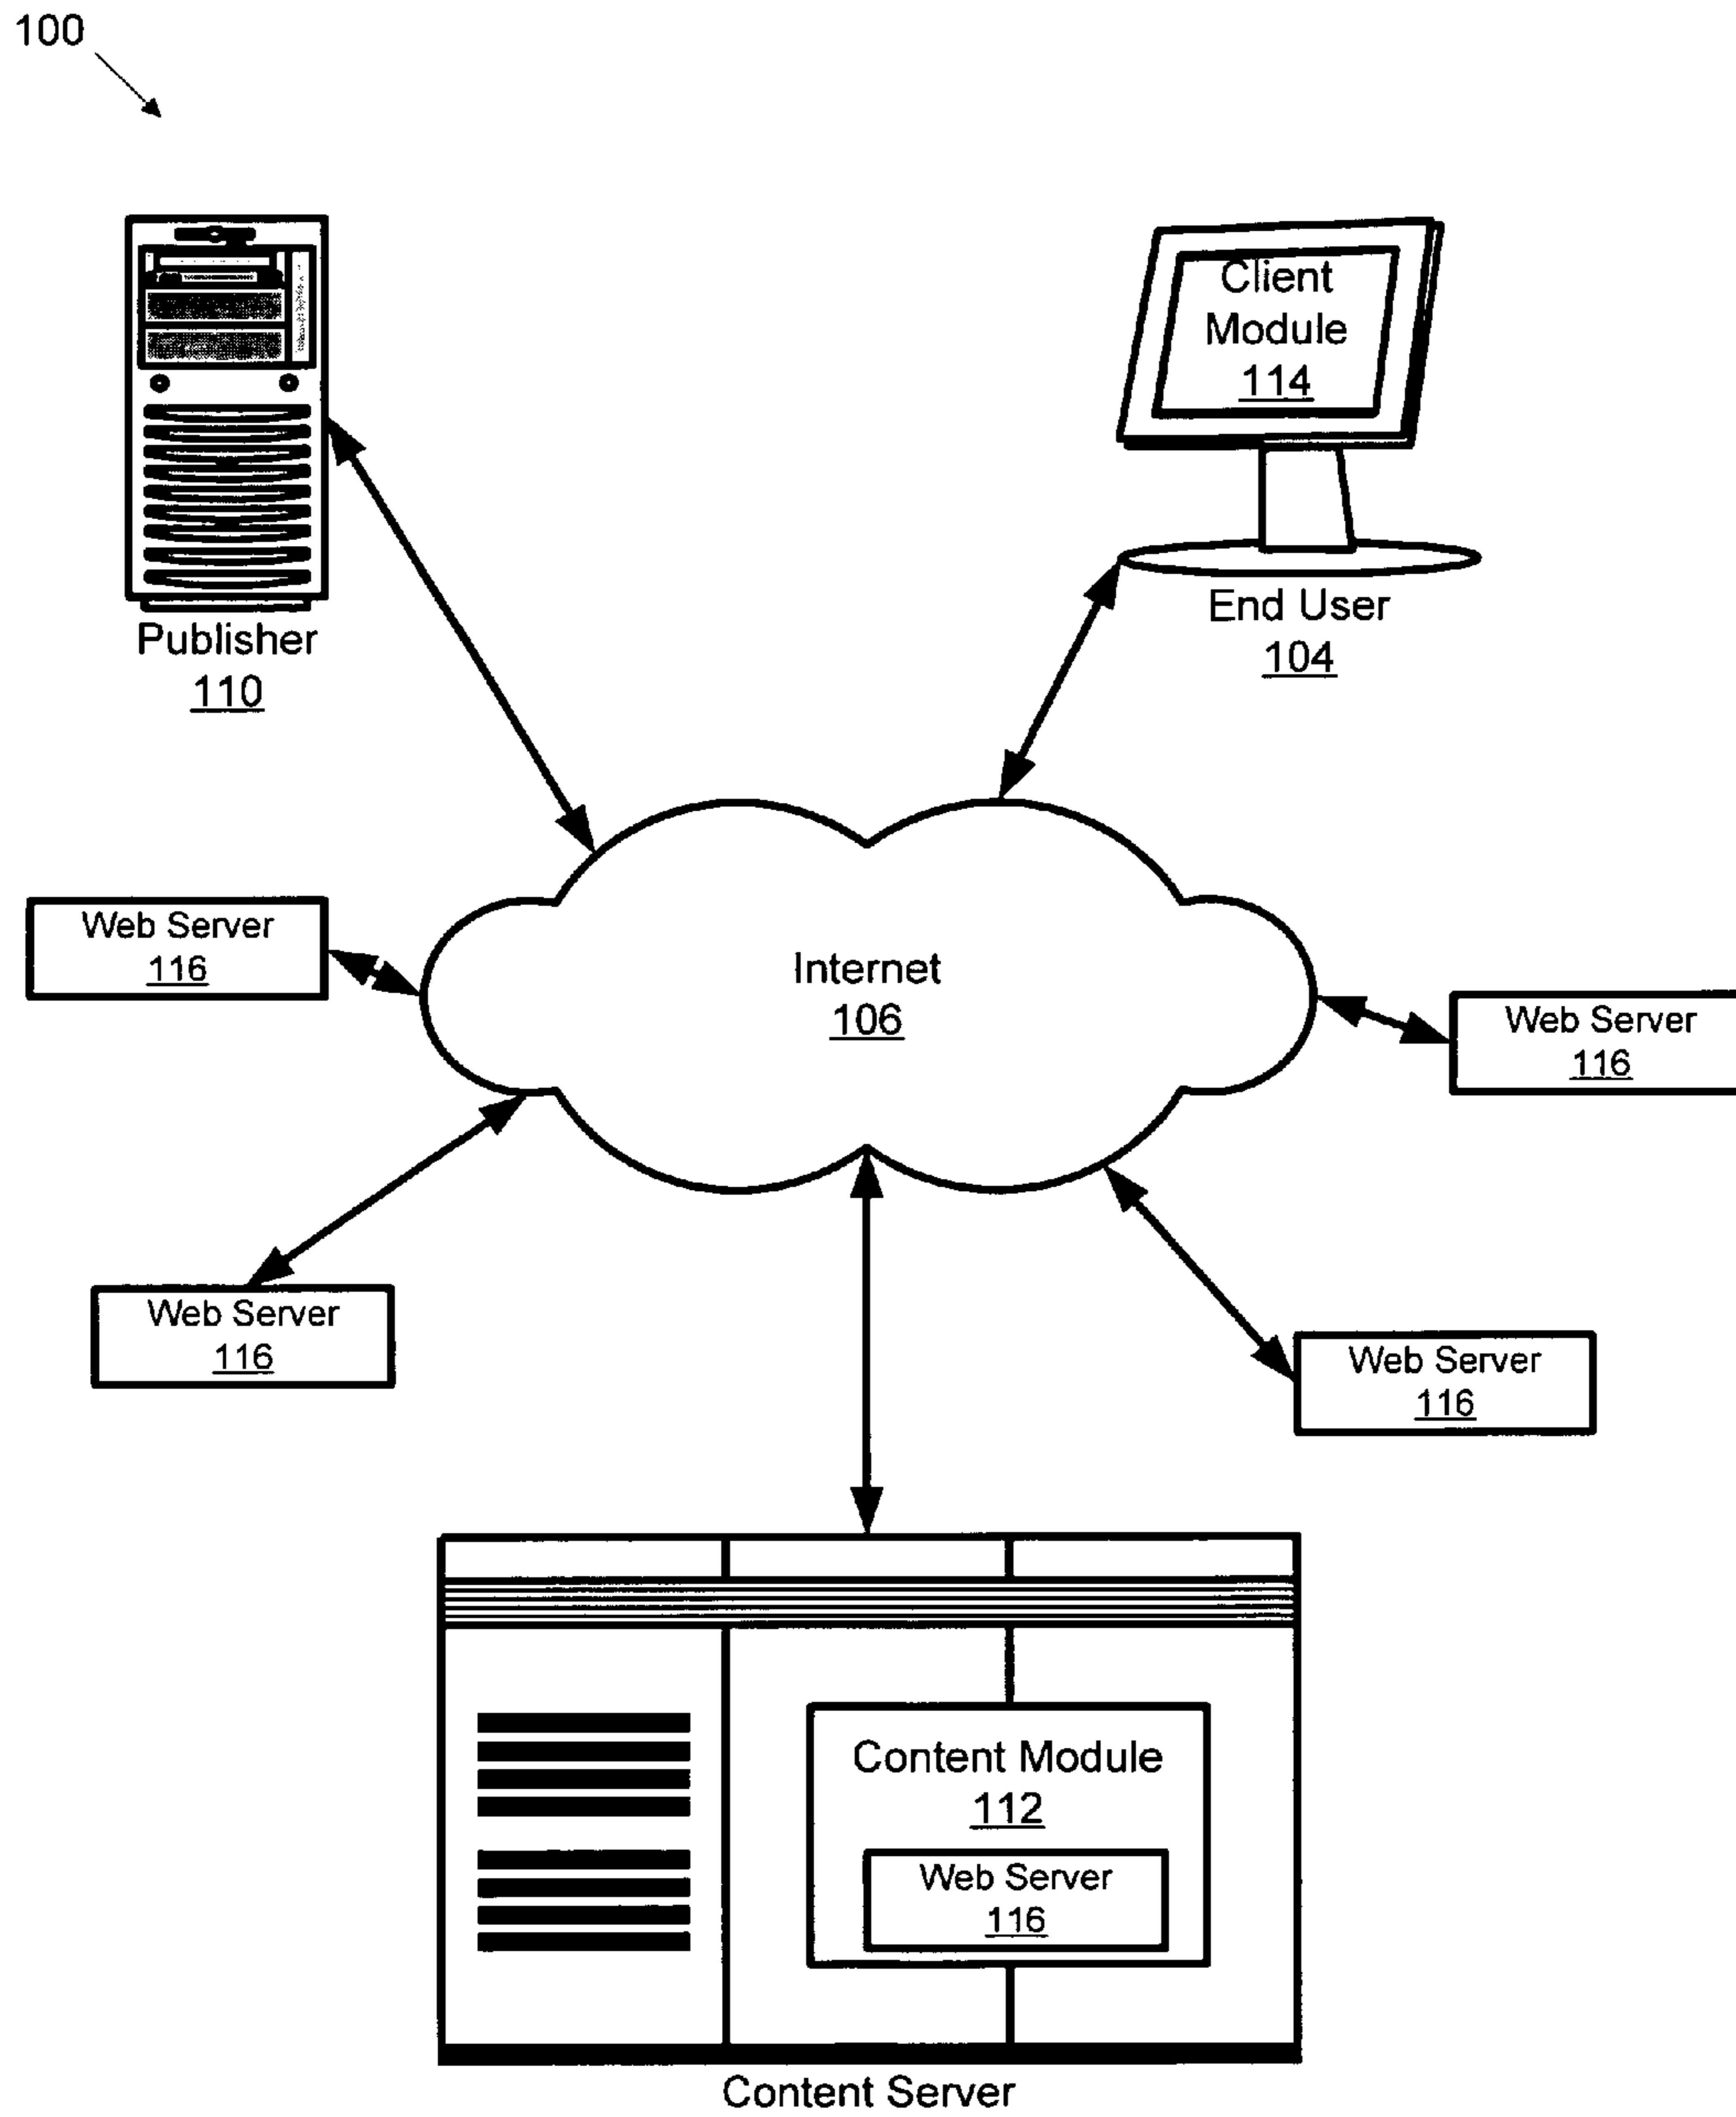 100
Client
Module
114
End User
104
Publisher
110
Web Server
116
Internet
106
Web Server
116
Web Server
116
Web Server
116
Content Module
112
Web Server
116
Content Server